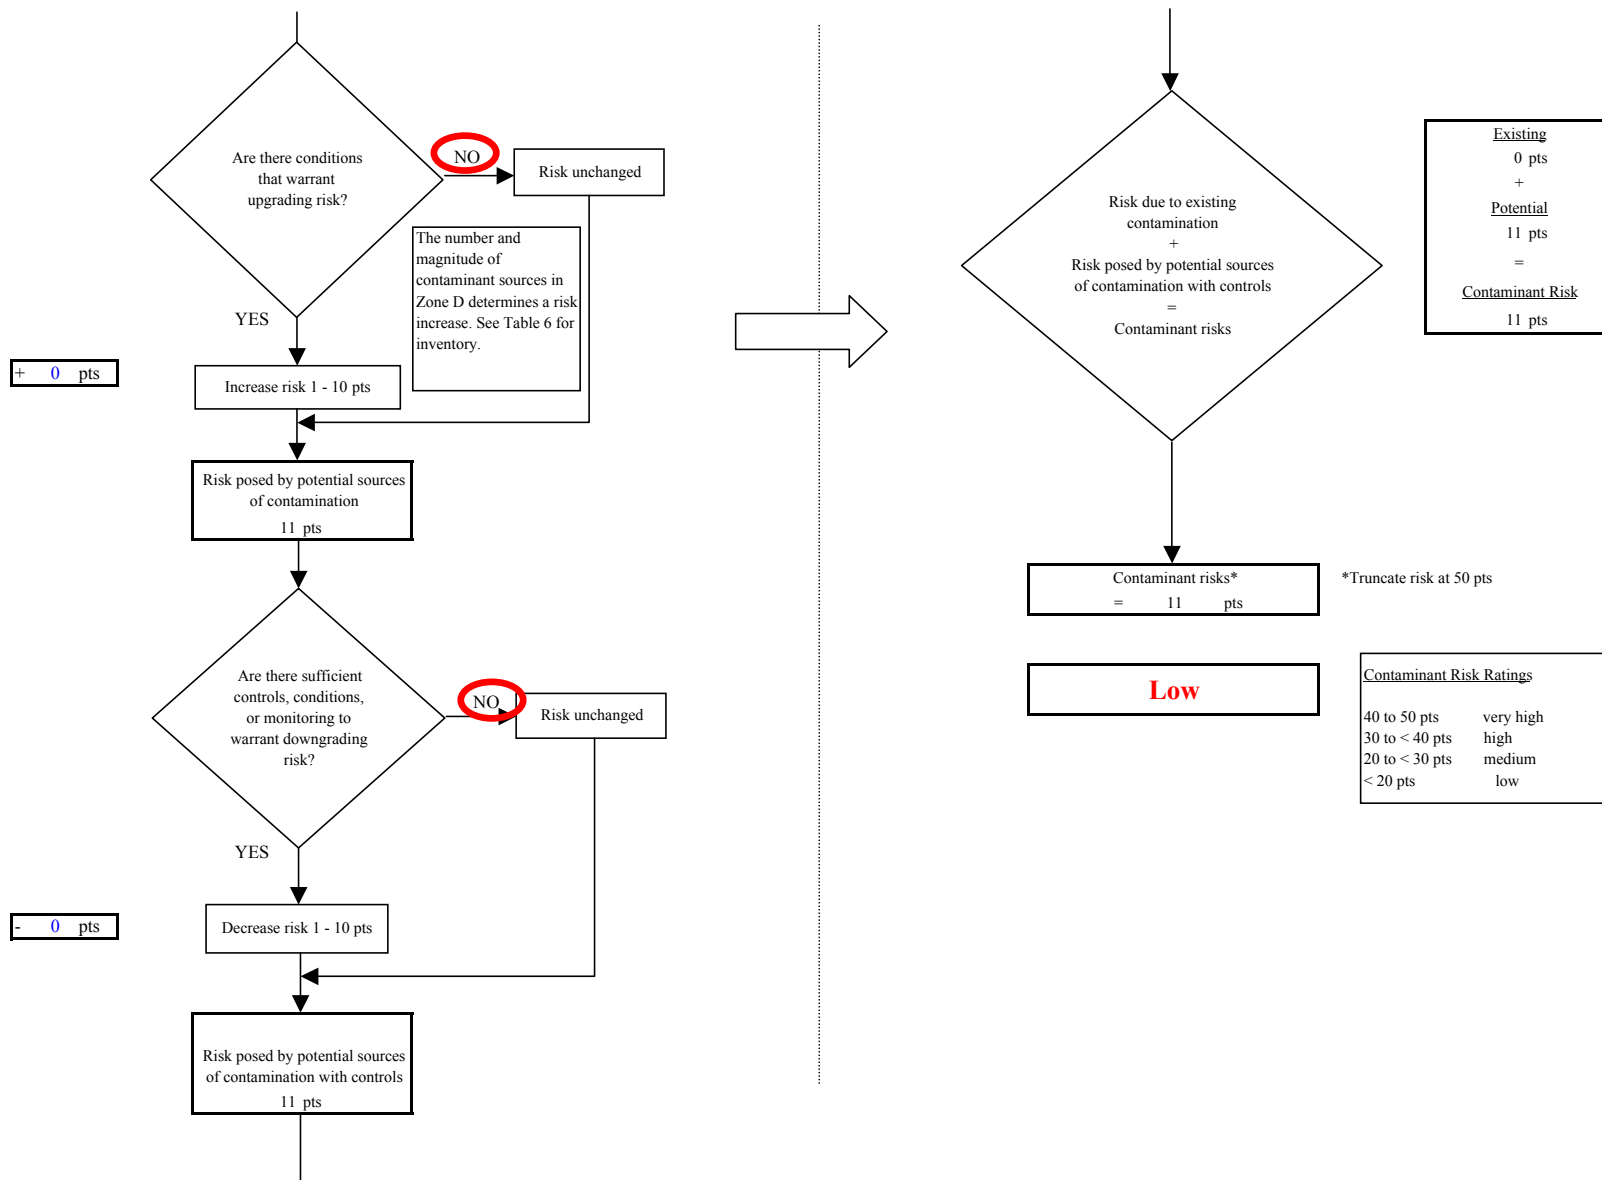 Are there conditions
that warrant
upgrading risk?
NO
Risk unchanged
The number and
magnitude of
contaminant sources in
Zone D determines a risk
increase. See Table 6 for
inventory.
YES
+ 0 pts
Increase risk 1 - 10 pts
Risk posed by potential sources
of contamination
11 pts
Are there sufficient
controls, conditions,
or monitoring to
warrant downgrading
risk?
NO
Risk unchanged
YES
- 0 pts
Decrease risk 1 - 10 pts
Risk posed by potential sources
of contamination with controls
11 pts
Risk due to existing
contamination
+
Risk posed by potential sources
of contamination with controls
=
Contaminant risks
Existing
0 pts
+
Potential
11 pts
=
Contaminant Risk
11 pts
Contaminant risks*
= 11 pts
*Truncate risk at 50 pts
Low
Contaminant Risk Ratings
40 to 50 pts very high
30 to < 40 pts high
20 to < 30 pts medium
< 20 pts low